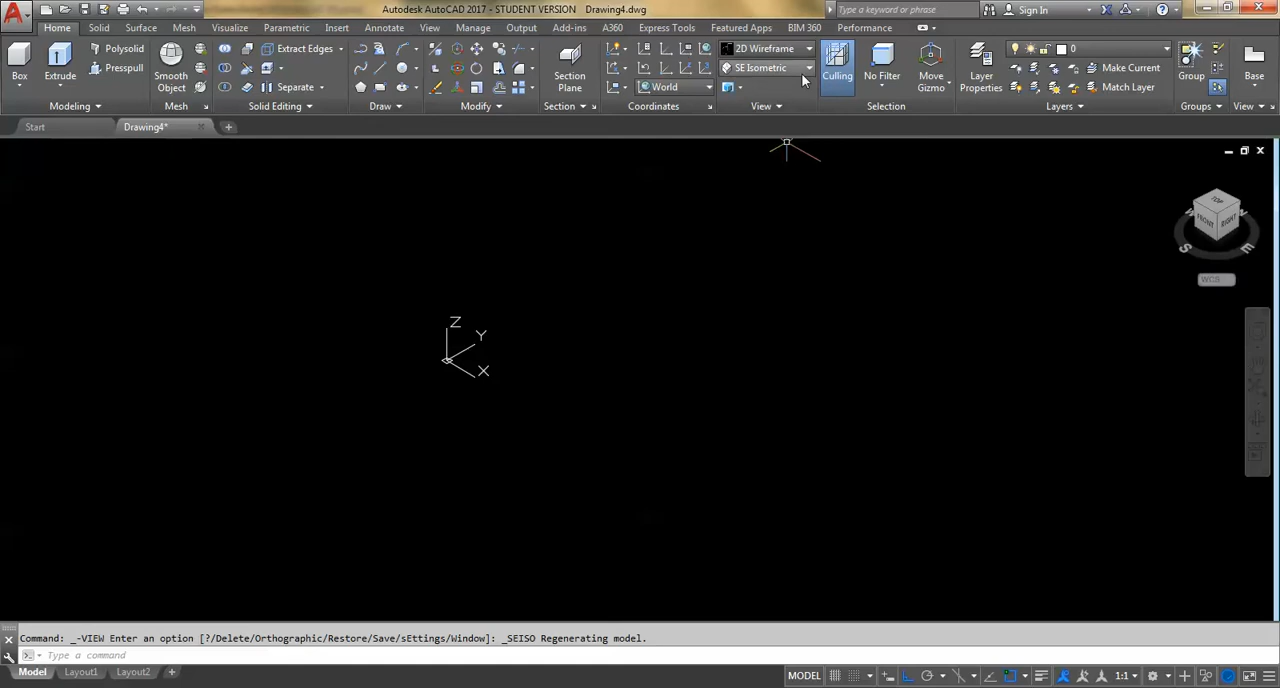 Autodesk AutoCAD 2017 - STUDENT VERSION Drawing4.dwg
Type a keyword or phrase
Sign In
Home Solid Surface Mesh Visualize Parametric Insert Annotate View Manage Output Add-ins A360 Express Tools Featured Apps BIM 360 Performance
Box
Extrude
Polysolid
Presspull
Smooth Object
Extract Edges
Separate
Section Plane
World
2D Wireframe
SE Isometric
Culling
No Filter
Move Gizmo
Layer Properties
0
Make Current
Match Layer
Group
Base
Modeling Mesh Solid Editing Draw Modify Section Coordinates View Selection Layers Groups View
Start Drawing4*
TOP
FRONT RIGHT
W N
S E
WCS
Z
Y
X
Command: _-VIEW Enter an option [?/Delete/Orthographic/Restore/Save/sEttings/Window]: _SEISO Regenerating model.
Type a command
Model Layout1 Layout2
MODEL 1:1